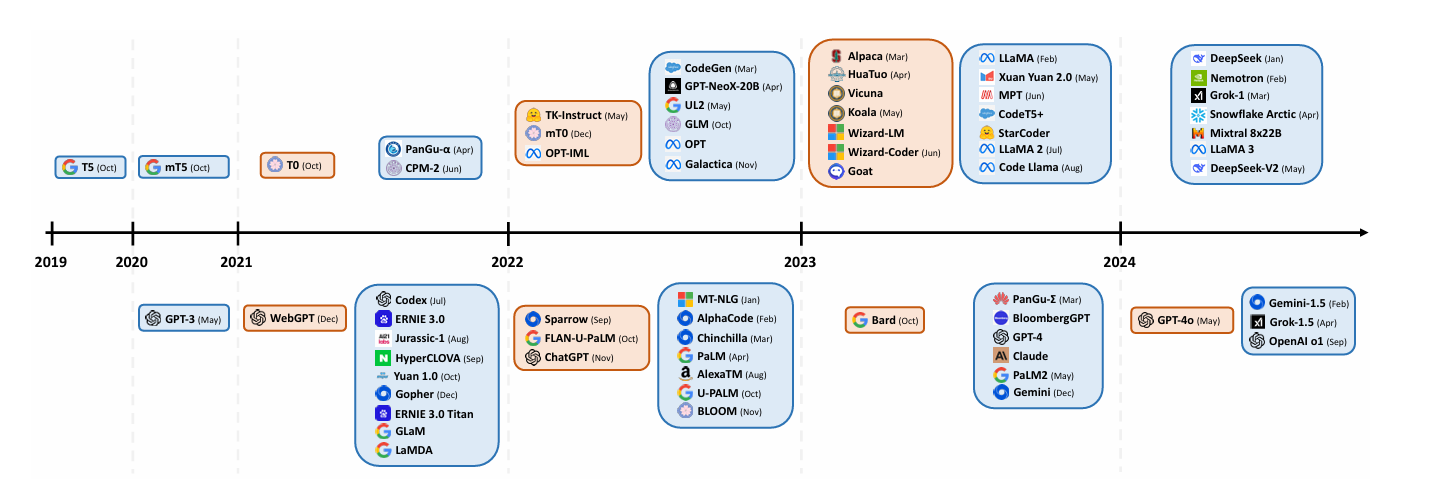 T5 (Oct)
mT5 (Oct)
T0 (Oct)
PanGu-α (Apr)
CPM-2 (Jun)
TK-Instruct (May)
mT0 (Dec)
OPT-IML
CodeGen (Mar)
GPT-NeoX-20B (Apr)
UL2 (May)
GLM (Oct)
OPT
Galactica (Nov)
Alpaca (Mar)
HuaTuo (Apr)
Vicuna
Koala (May)
Wizard-LM
Wizard-Coder (Jun)
Goat
LLaMA (Feb)
Xuan Yuan 2.0 (May)
MPT (Jun)
CodeT5+
StarCoder
LLaMA 2 (Jul)
Code Llama (Aug)
DeepSeek (Jan)
Nemotron (Feb)
Grok-1 (Mar)
Snowflake Arctic (Apr)
Mixtral 8x22B
LLaMA 3
DeepSeek-V2 (May)
2019 2020 2021 2022 2023 2024
GPT-3 (May)
WebGPT (Dec)
Codex (Jul)
ERNIE 3.0
AI21 labs Jurassic-1 (Aug)
N HyperCLOVA (Sep)
Yuan 1.0 (Oct)
Gopher (Dec)
ERNIE 3.0 Titan
GLaM
LaMDA
Sparrow (Sep)
FLAN-U-PaLM (Oct)
ChatGPT (Nov)
MT-NLG (Jan)
AlphaCode (Feb)
Chinchilla (Mar)
PaLM (Apr)
a AlexaTM (Aug)
U-PALM (Oct)
BLOOM (Nov)
Bard (Oct)
PanGu-Σ (Mar)
BloombergGPT
GPT-4
AI Claude
PaLM2 (May)
Gemini (Dec)
GPT-4o (May)
Gemini-1.5 (Feb)
Grok-1.5 (Apr)
OpenAI o1 (Sep)